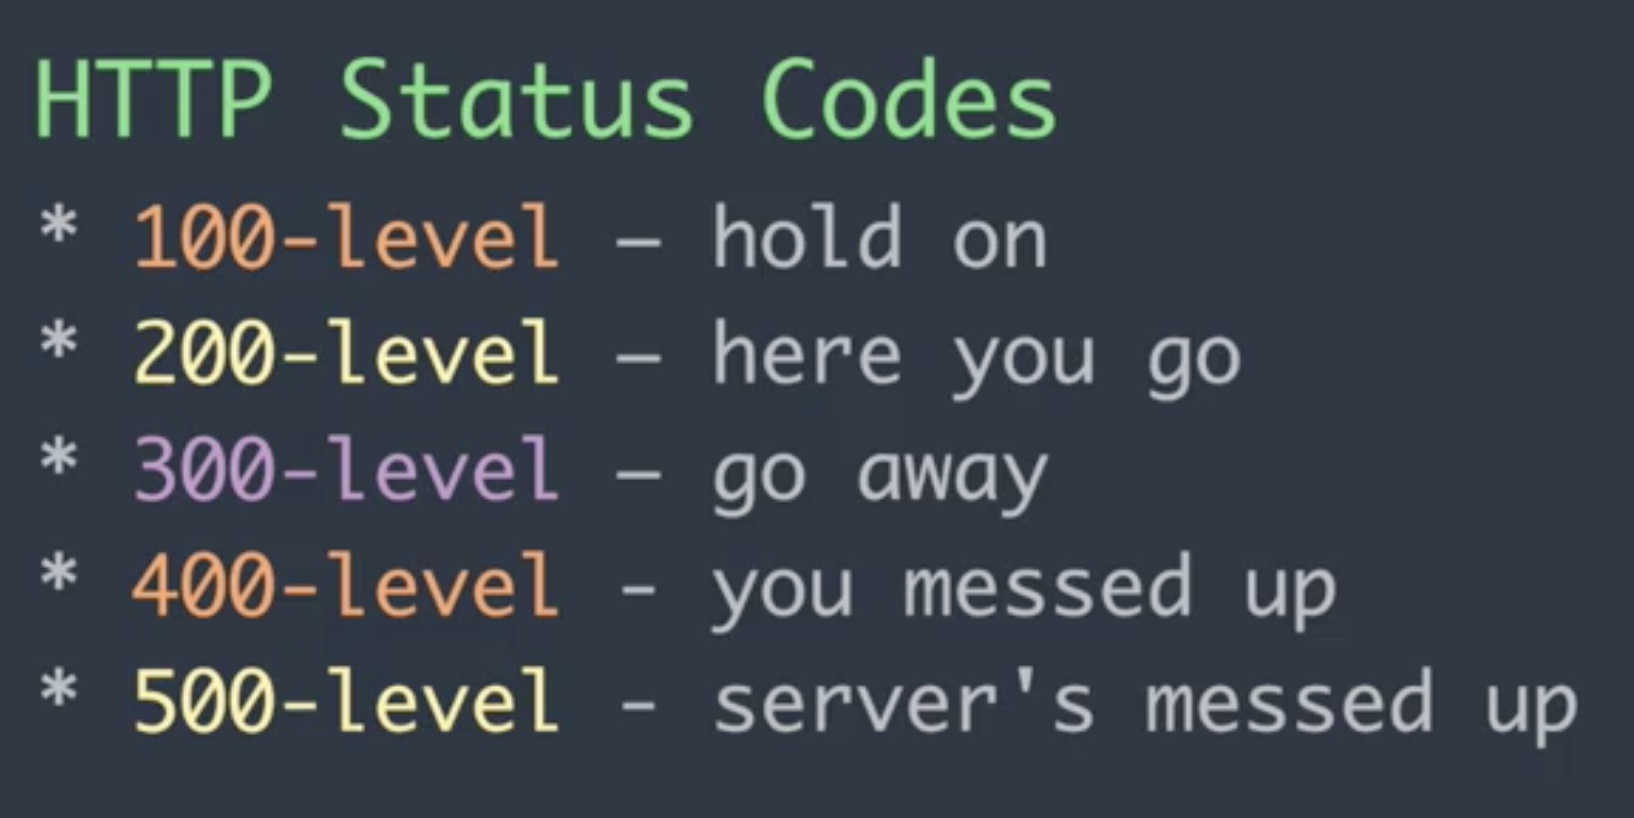 HTTP Status Codes
* 100-level – hold on
* 200-level – here you go
* 300-level – go away
* 400-level - you messed up
* 500-level - server's messed up